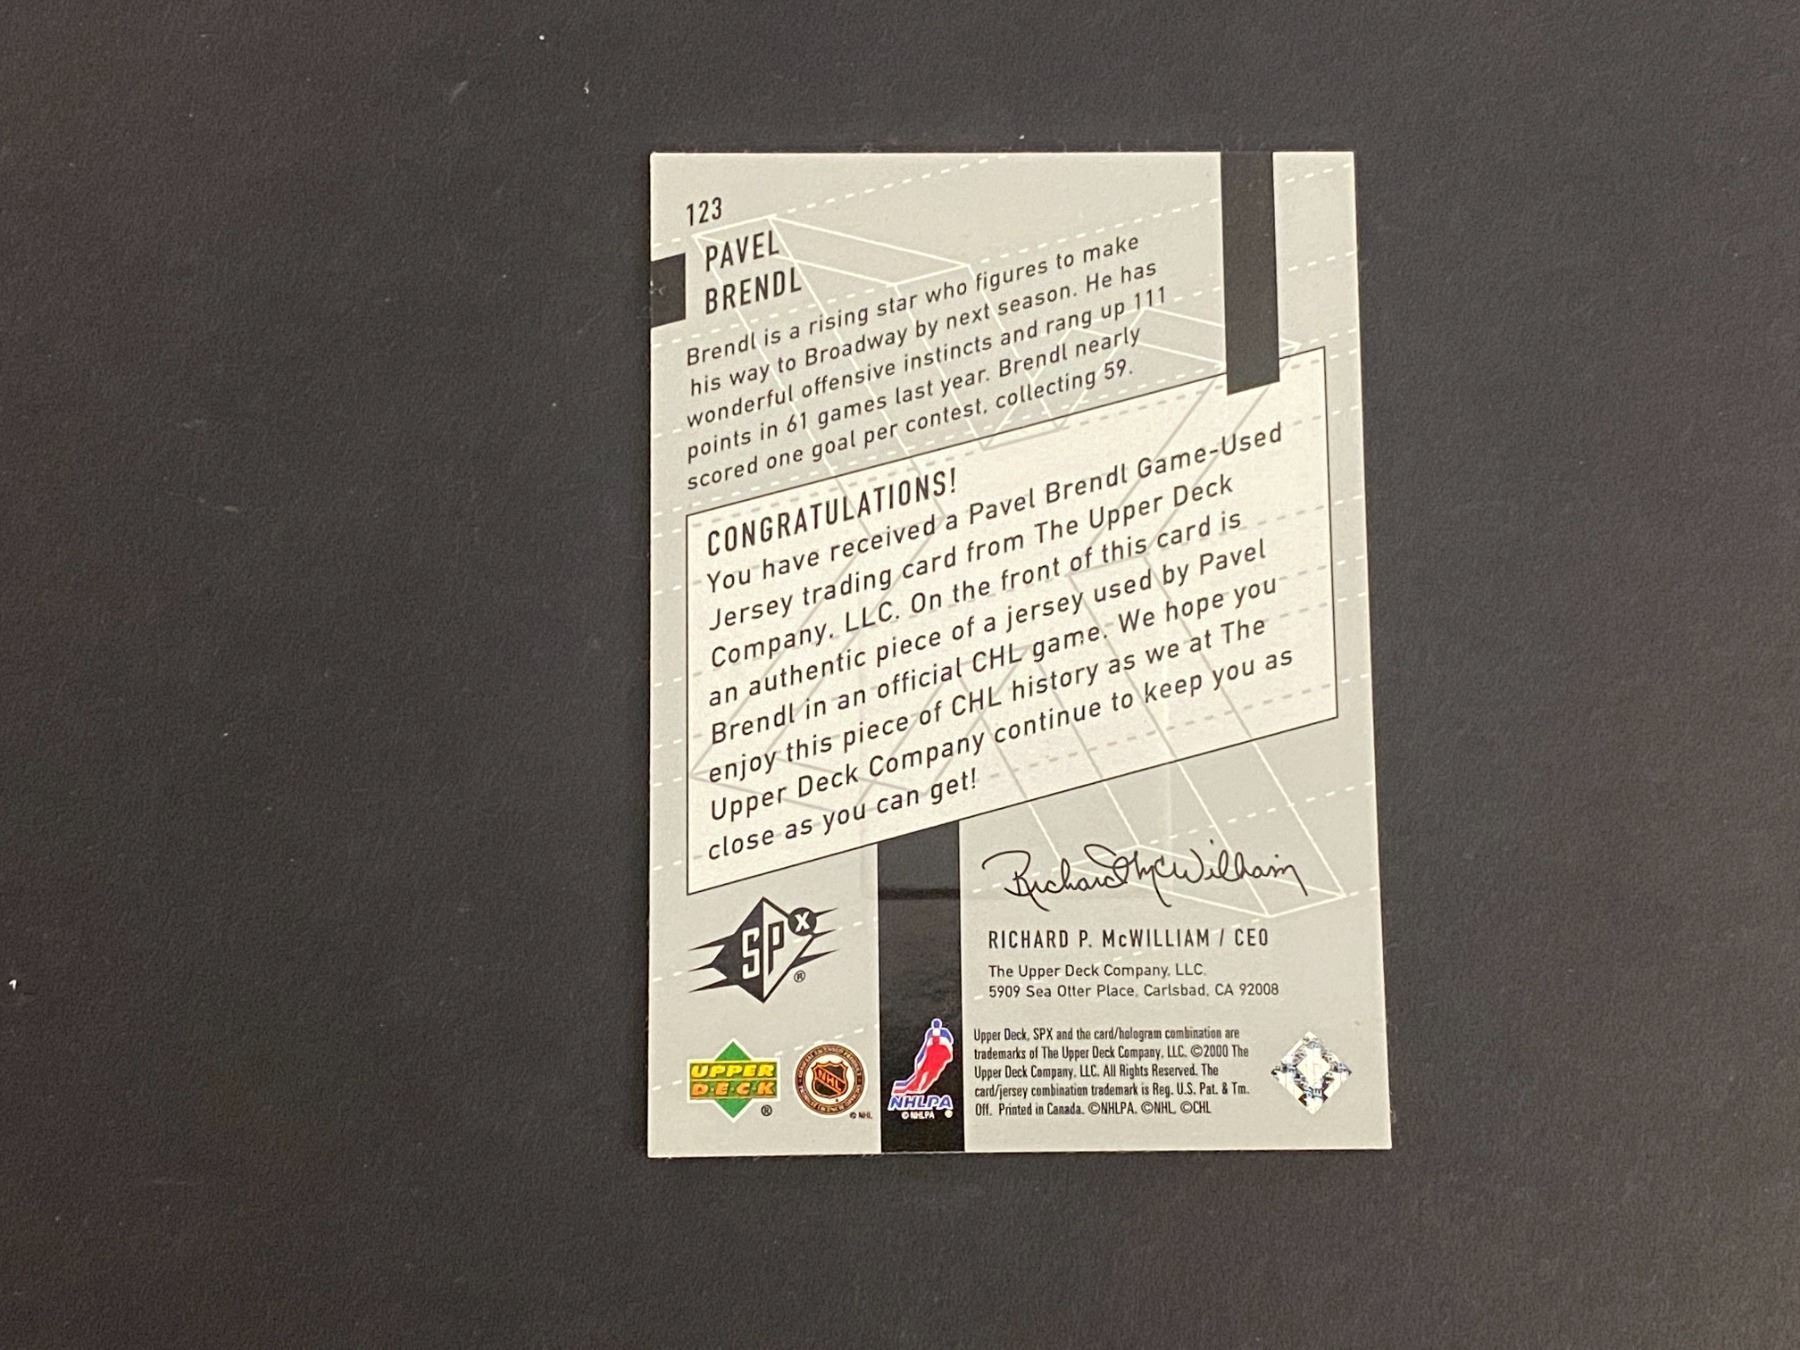 123
PAVEL
BRENDL
Brendl is a rising star who figures to make
his way to Broadway by next season. He has
wonderful offensive instincts and rang up 111
points in 61 games last year. Brendl nearly
scored one goal per contest, collecting 59.
CONGRATULATIONS!
You have received a Pavel Brendl Game-Used
Jersey trading card from The Upper Deck
Company, LLC. On the front of this card is
an authentic piece of a jersey used by Pavel
Brendl in an official CHL game. We hope you
enjoy this piece of CHL history as we at The
Upper Deck Company continue to keep you as
close as you can get!
Richard McWilliam
RICHARD P. McWILLIAM / CEO
The Upper Deck Company, LLC.
5909 Sea Otter Place, Carlsbad, CA 92008
SPX
®
UPPER
D·E·C·K
®
NHL
© NHL
NHLPA
© NHLPA ®
Upper Deck, SPX and the card/hologram combination are
trademarks of The Upper Deck Company, LLC. ©2000 The
Upper Deck Company, LLC. All Rights Reserved. The
card/jersey combination trademark is Reg. U.S. Pat. & Tm.
Off. Printed in Canada. ©NHLPA. ©NHL ©CHL